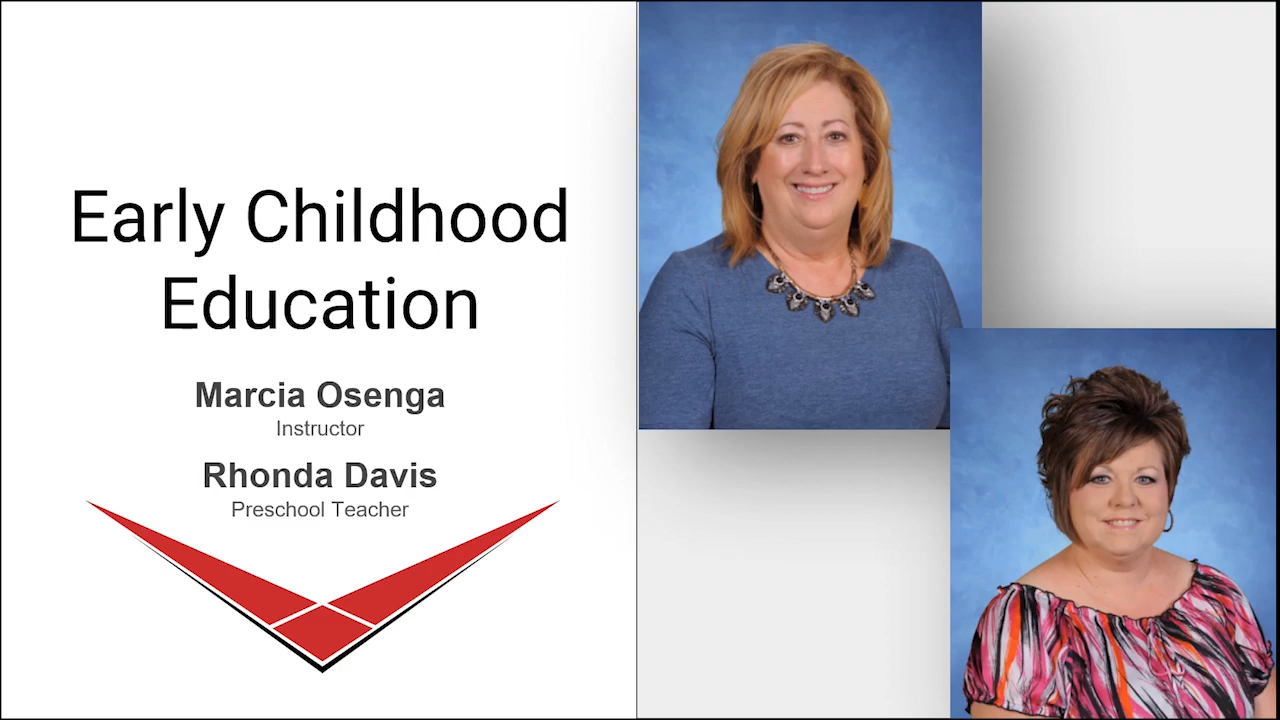 Early Childhood
Education
Marcia Osenga
Instructor
Rhonda Davis
Preschool Teacher